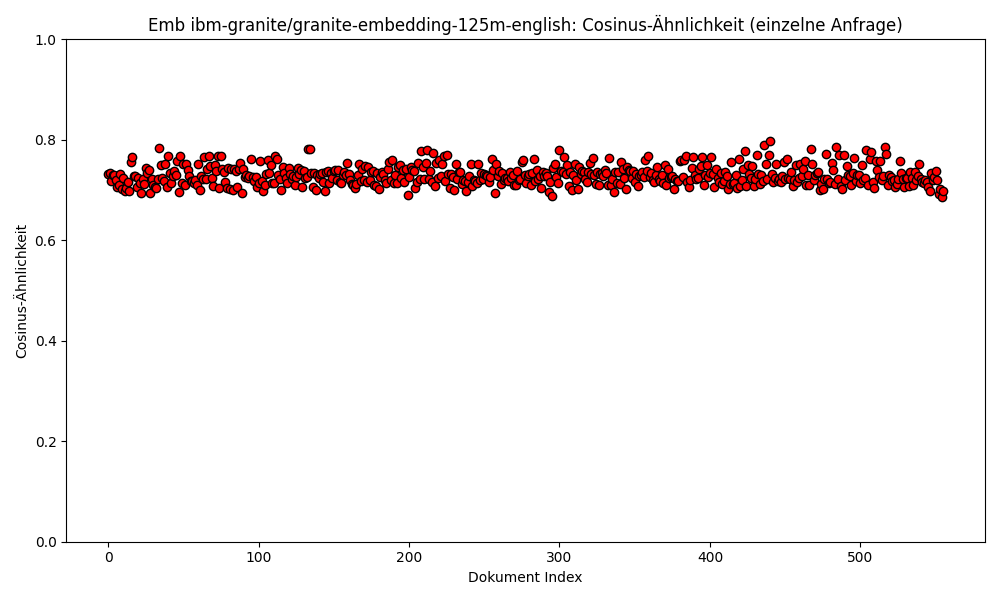 Emb ibm-granite/granite-embedding-125m-english: Cosinus-Ähnlichkeit (einzelne Anfrage)
1.0
0.8
0.6
0.4
0.2
0.0
Cosinus-Ähnlichkeit
0 100 200 300 400 500
Dokument Index